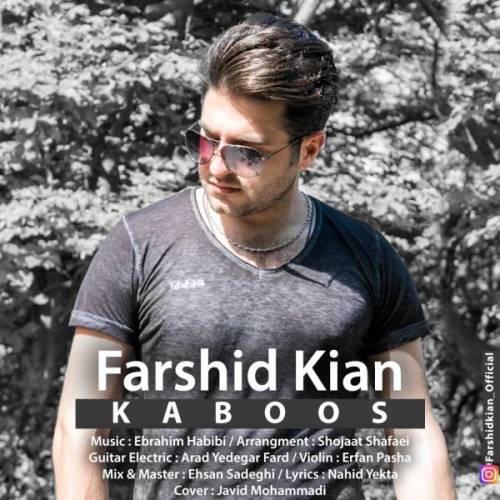 Farshid Kian
KABOOS
Music : Ebrahim Habibi / Arrangment : Shojaat Shafaei
Guitar Electric : Arad Yedegar Fard / Violin : Erfan Pasha
Mix & Master : Ehsan Sadeghi / Lyrics : Nahid Yekta
Cover : Javid Mohammadi
Farshidkian_Official